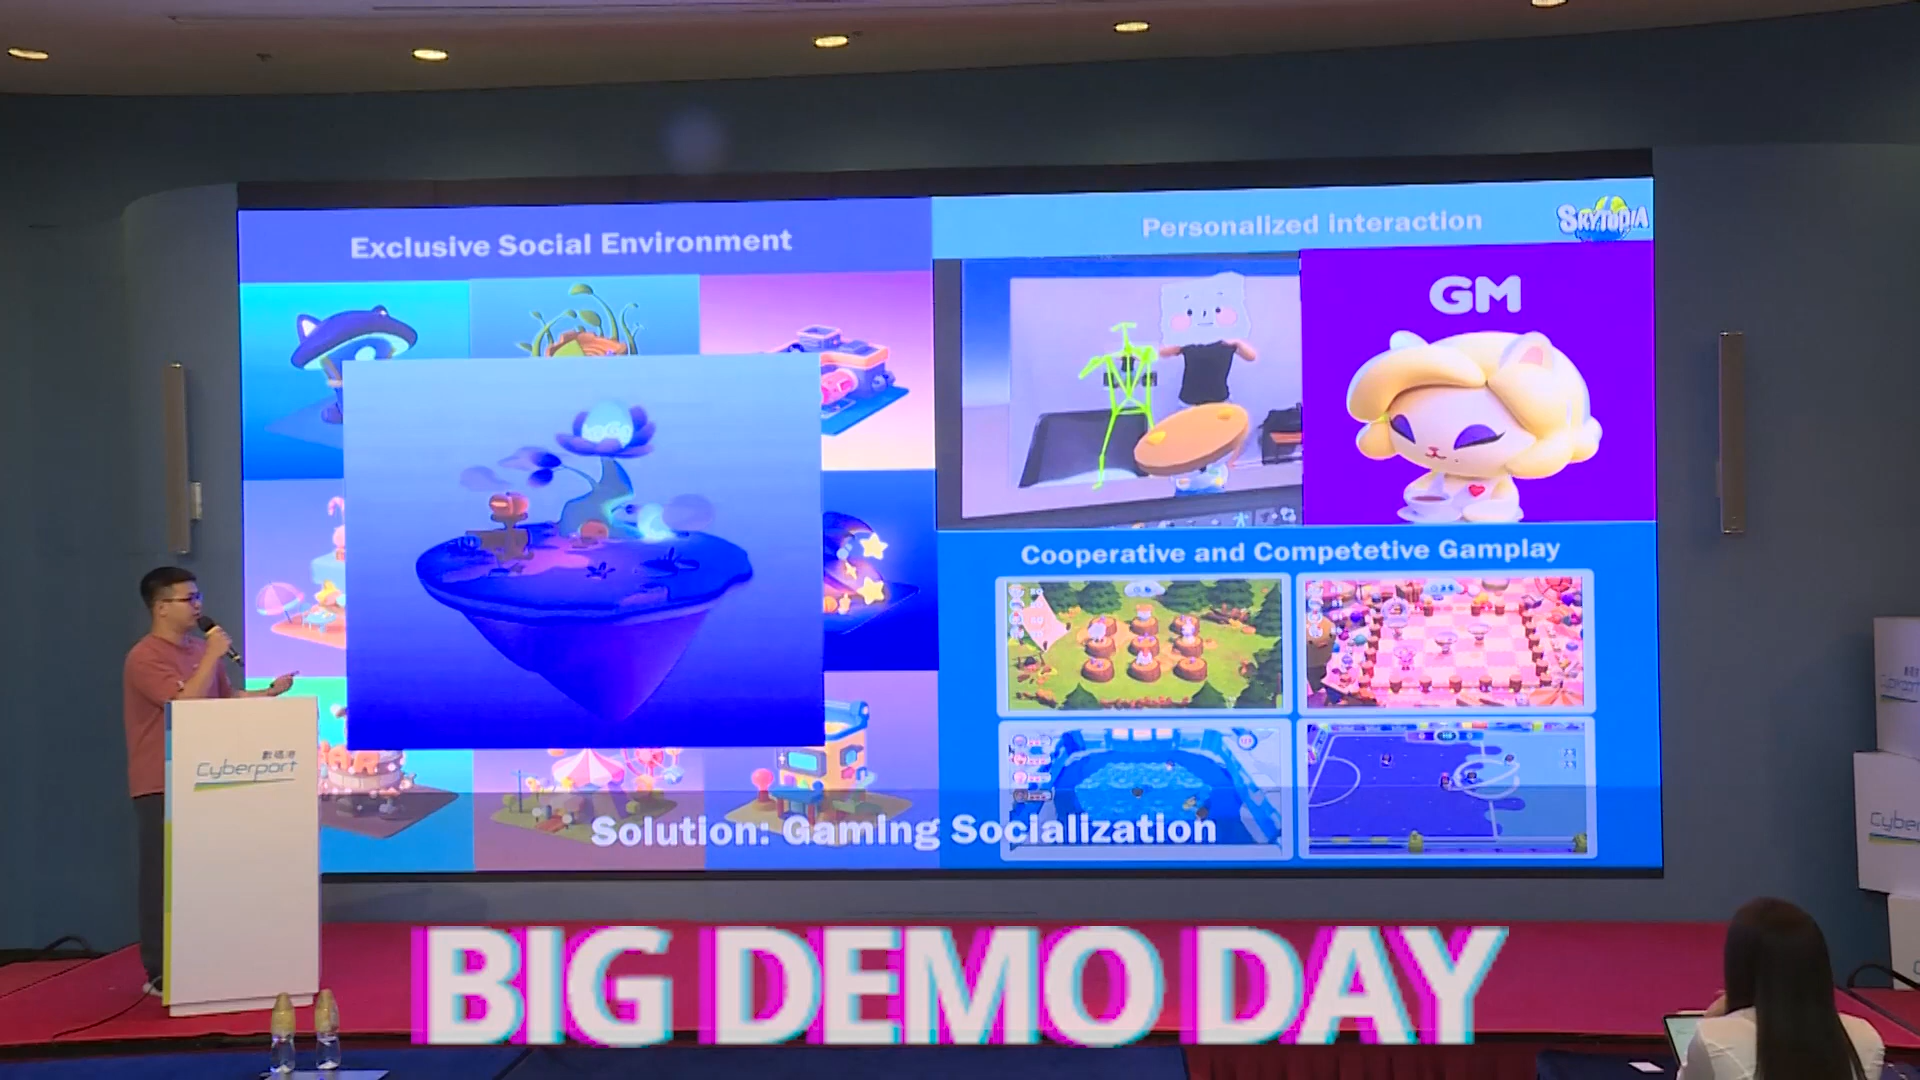 Exclusive Social Environment
Personalized Interaction
SKYTOPIA
GM
Cooperative and Competetive Gamplay
Solution: Gaming Socialization
數碼港
Cyberport
BIG DEMO DAY